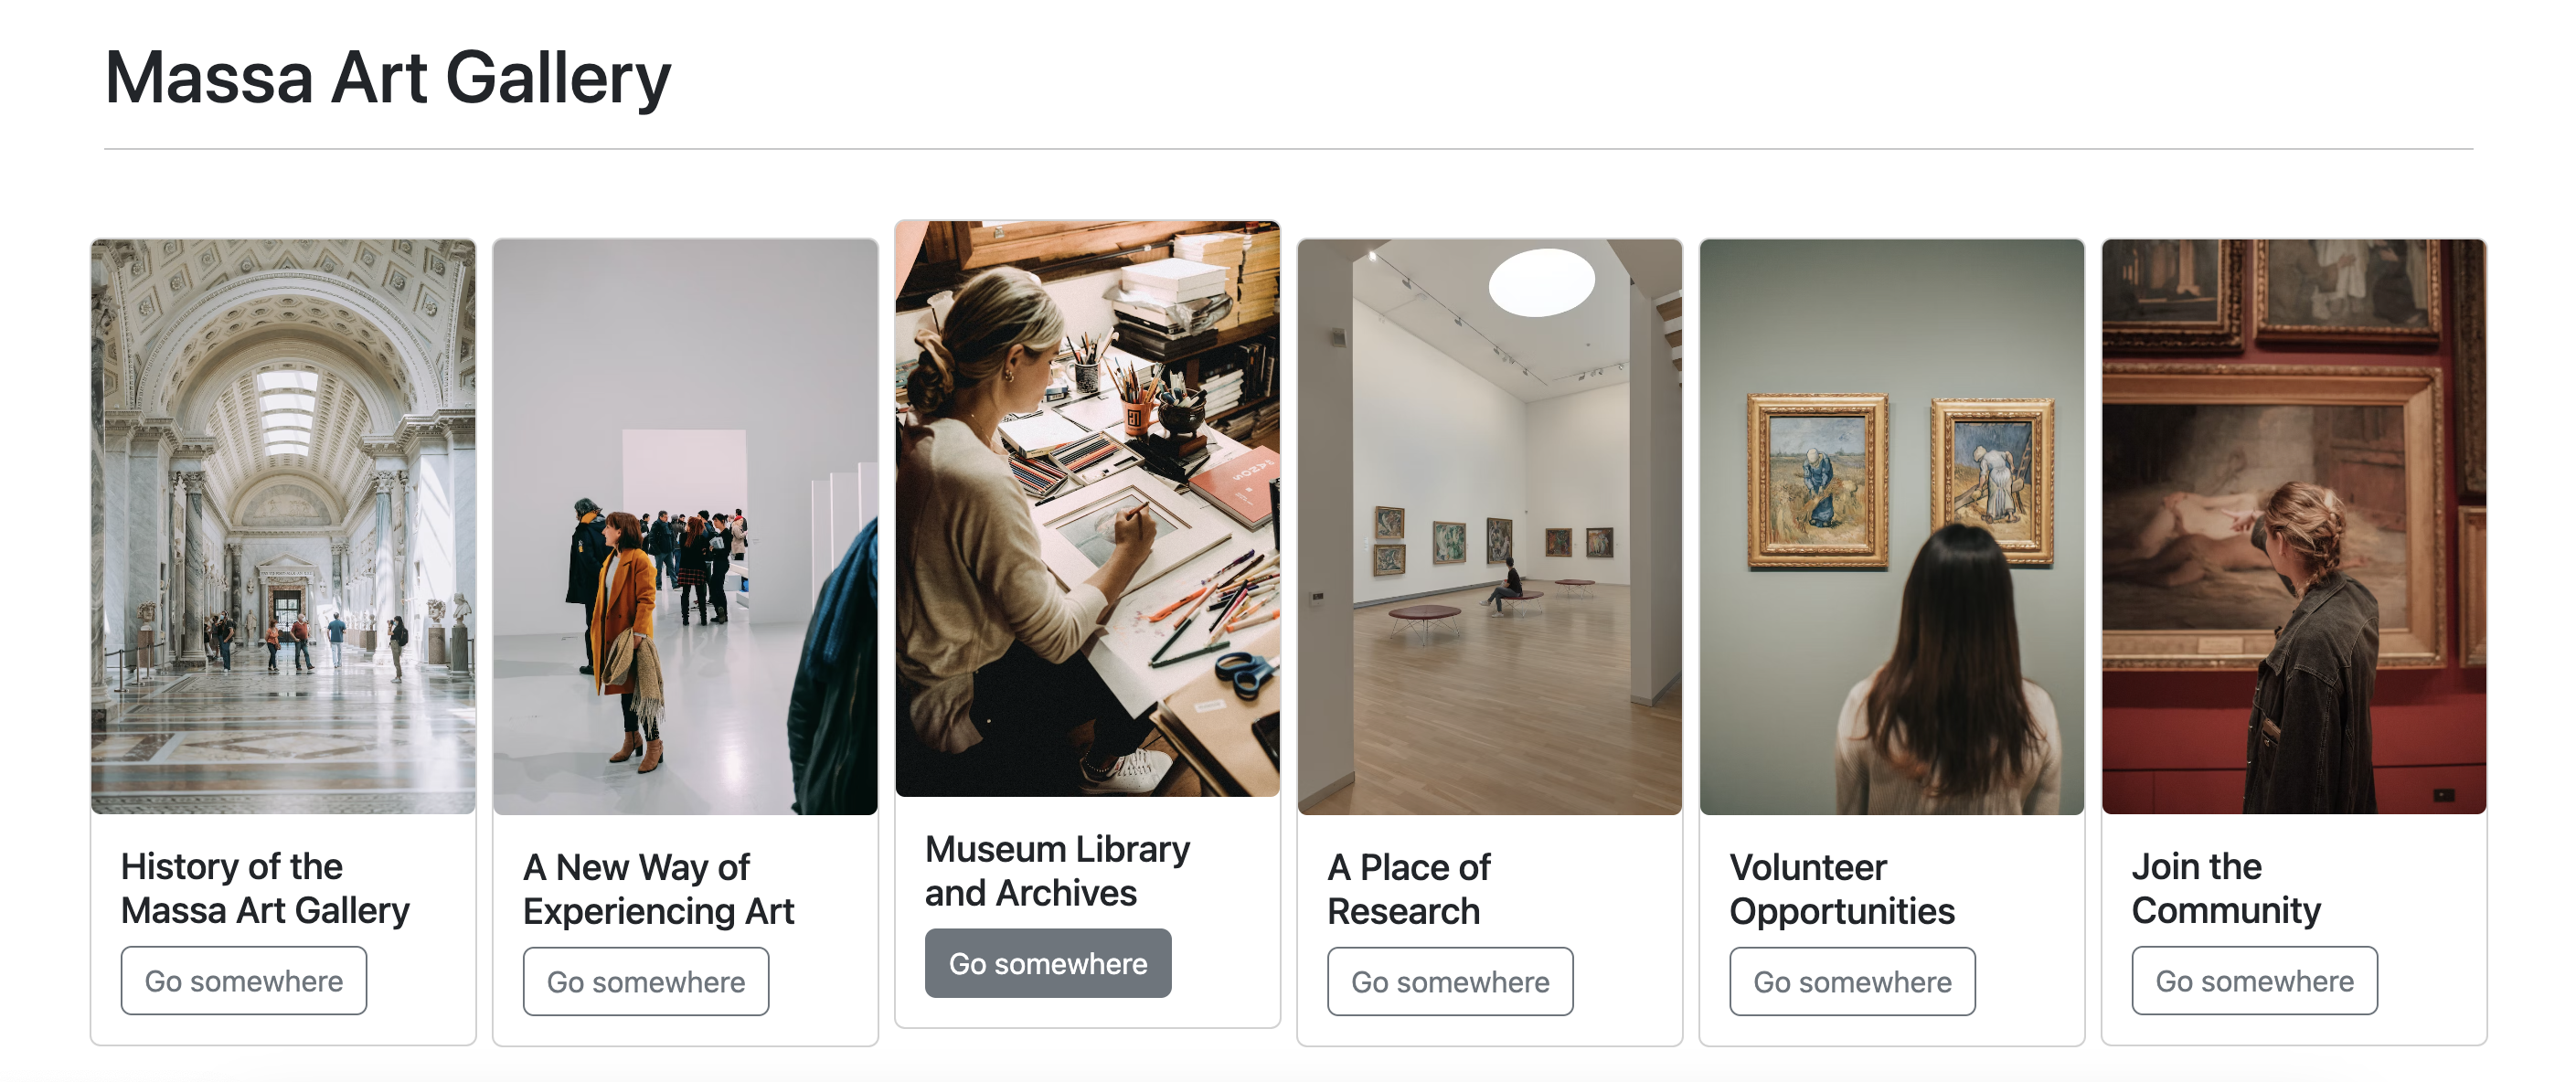 Massa Art Gallery
History of the
Massa Art Gallery
Go somewhere
A New Way of
Experiencing Art
Go somewhere
Museum Library
and Archives
Go somewhere
A Place of
Research
Go somewhere
Volunteer
Opportunities
Go somewhere
Join the
Community
Go somewhere